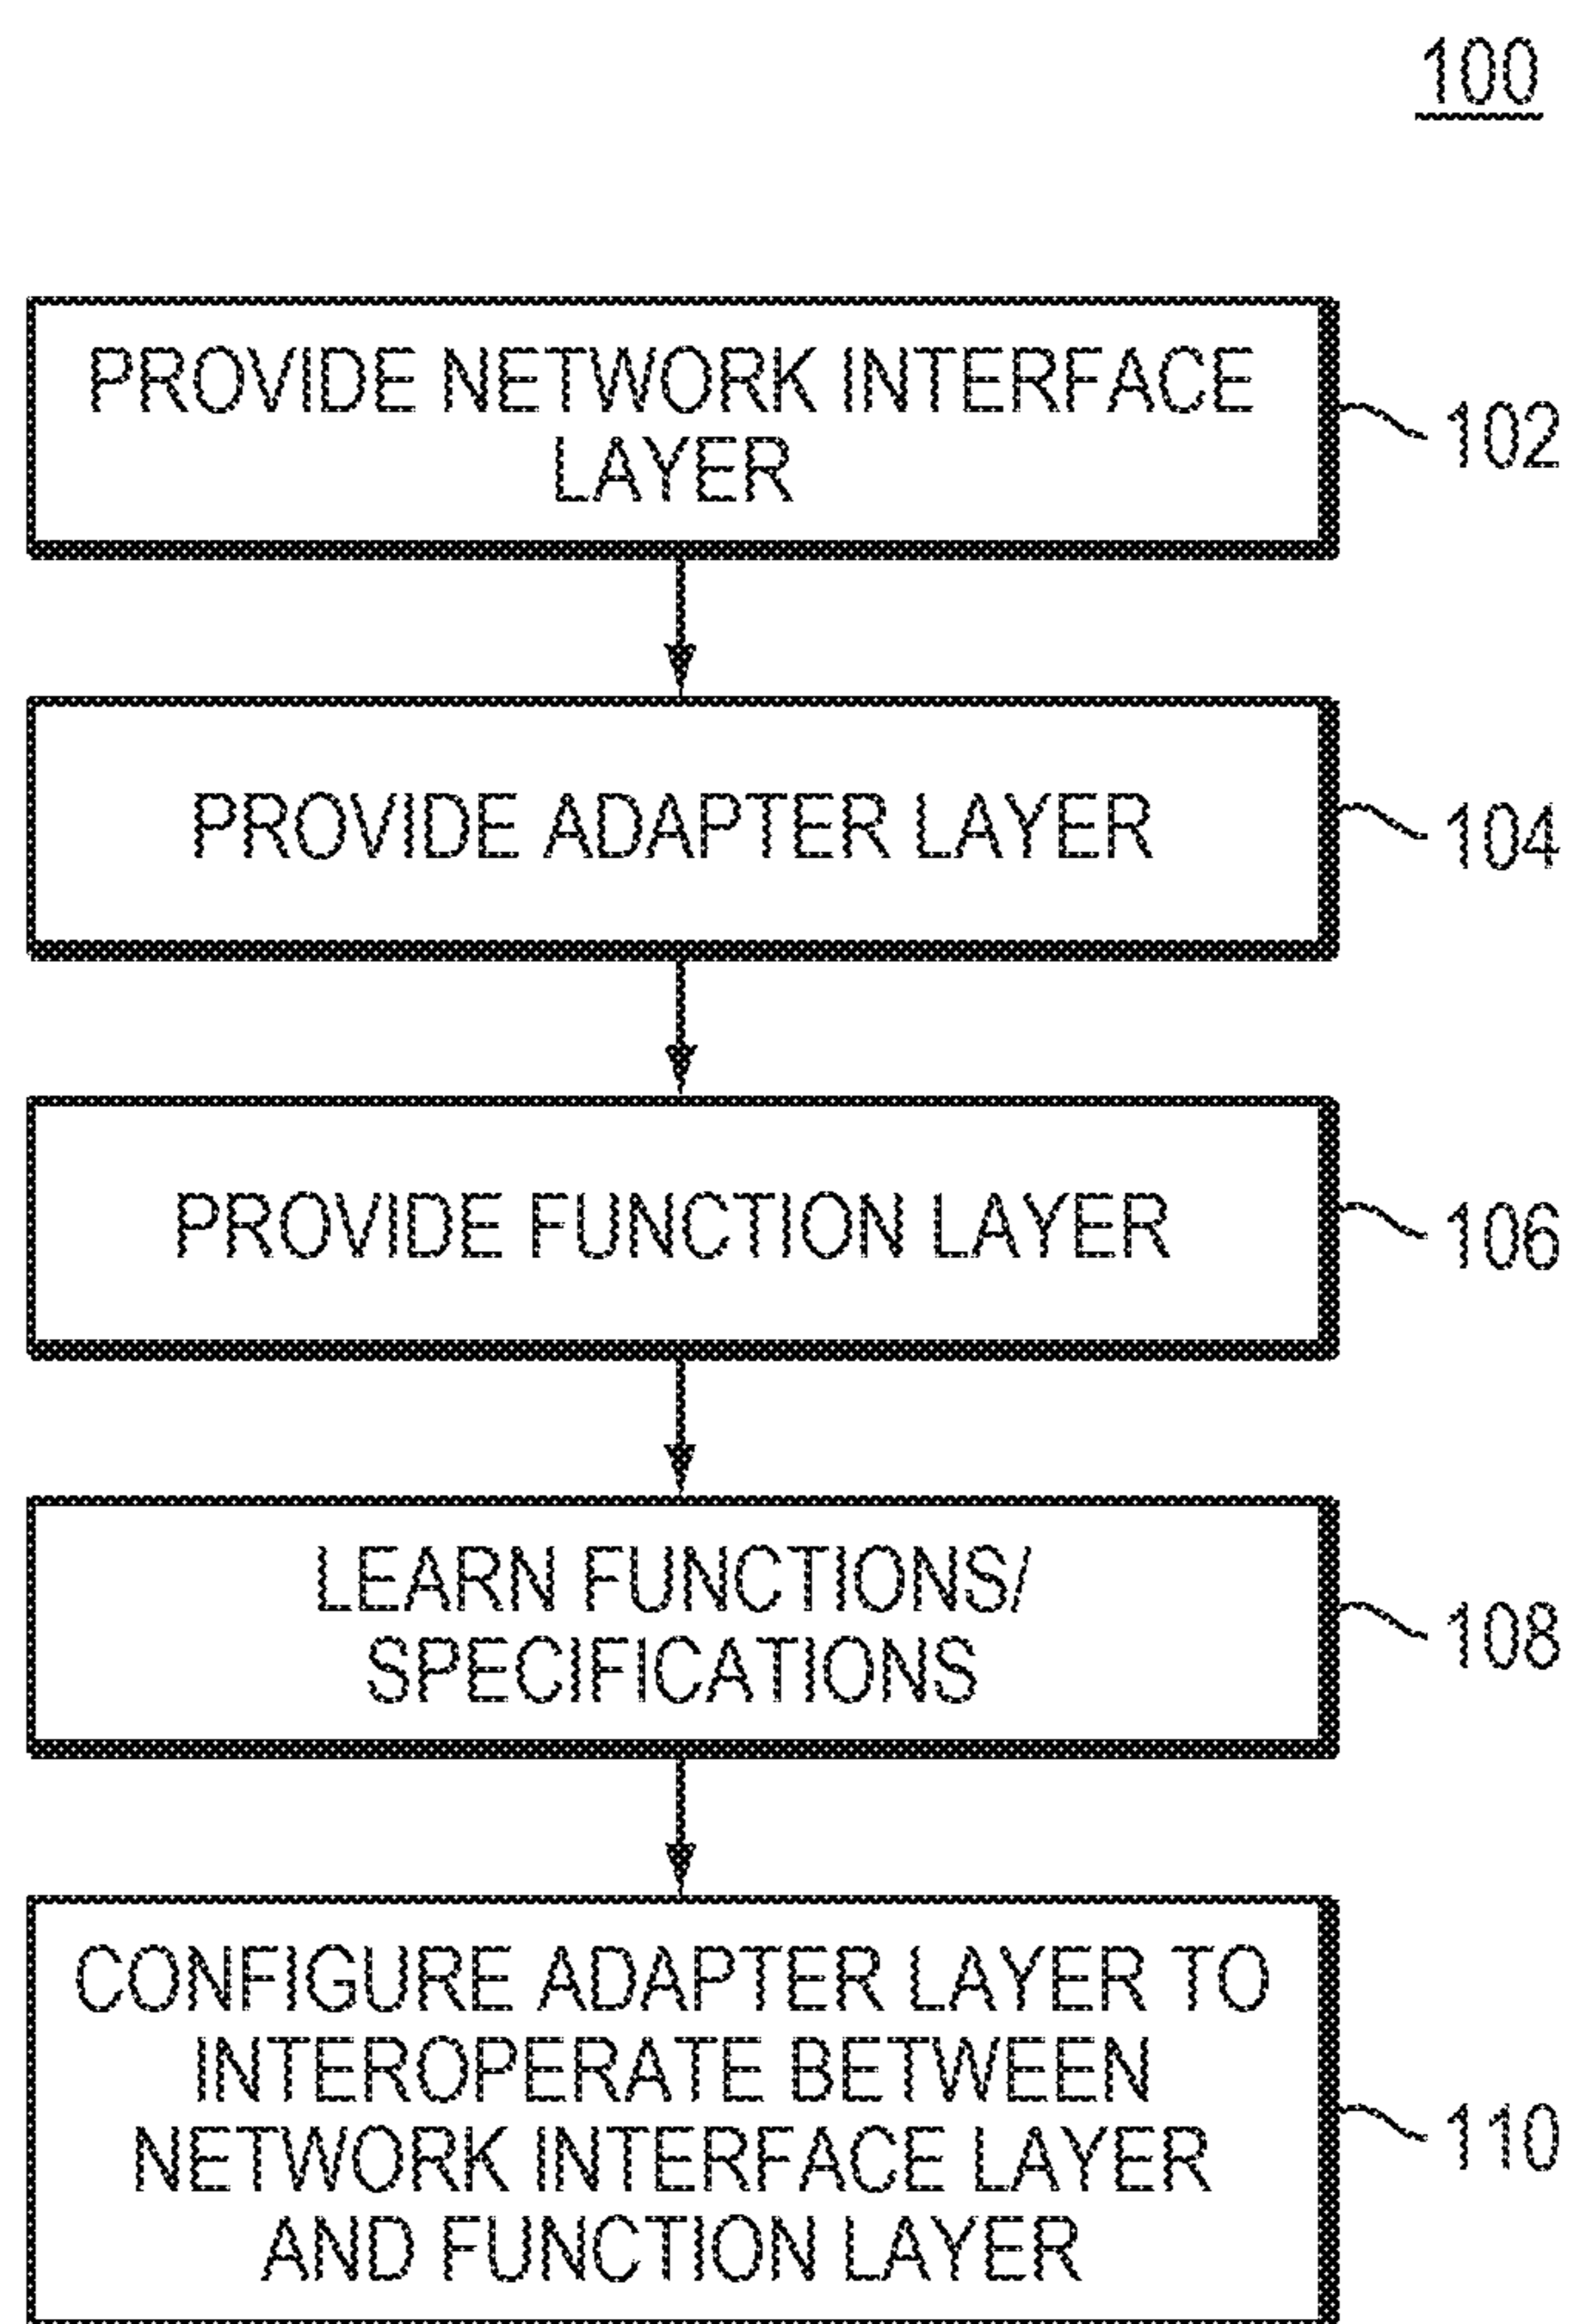 100
PROVIDE NETWORK INTERFACE
LAYER
102
PROVIDE ADAPTER LAYER
104
PROVIDE FUNCTION LAYER
106
LEARN FUNCTIONS/
SPECIFICATIONS
108
CONFIGURE ADAPTER LAYER TO
INTEROPERATE BETWEEN
NETWORK INTERFACE LAYER
AND FUNCTION LAYER
110